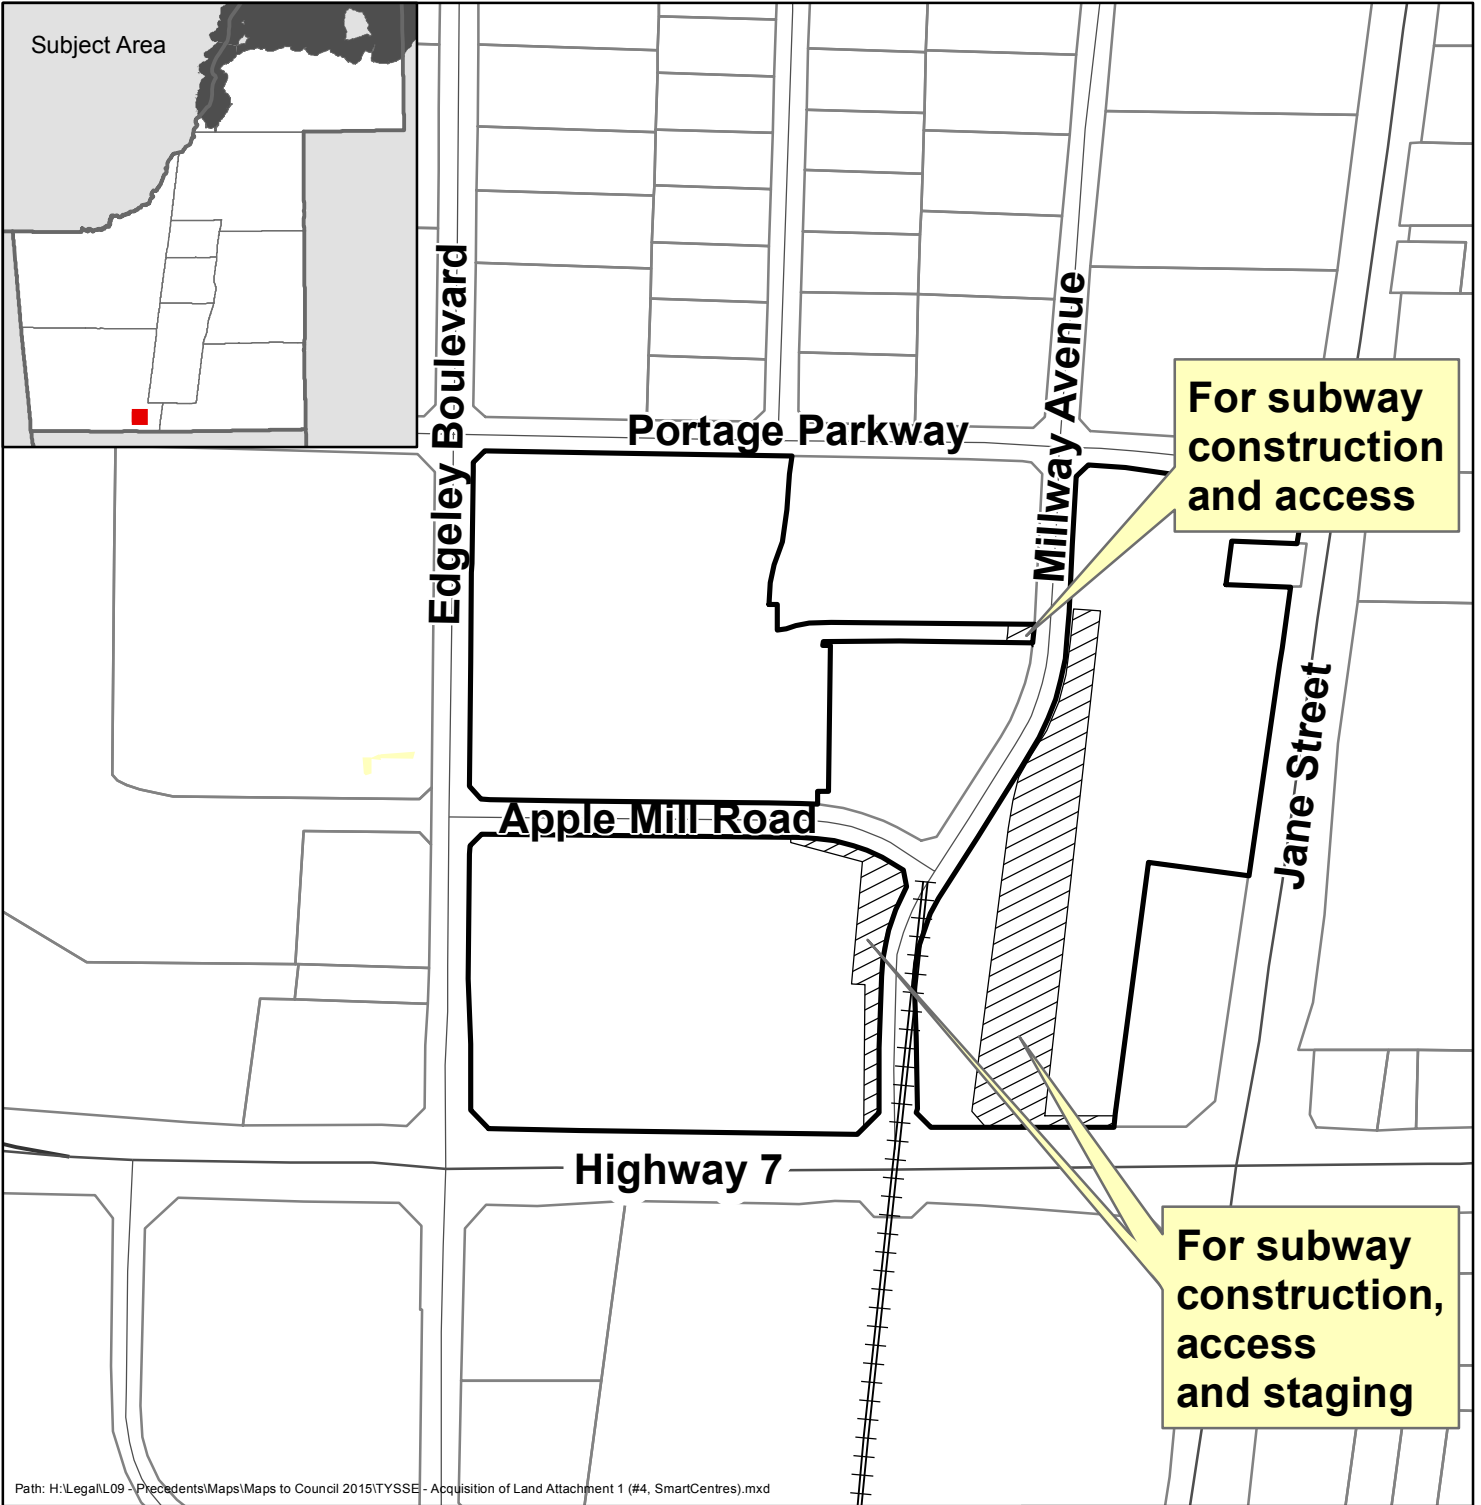 Subject Area
Edgeley Boulevard
Portage Parkway
Millway Avenue
For subway
construction
and access
Jane Street
Apple Mill Road
Highway 7
For subway
construction,
access
and staging
Path: H:\Legal\L09 - Precedents\Maps\Maps to Council 2015\TYSSE - Acquisition of Land Attachment 1 (#4, SmartCentres).mxd